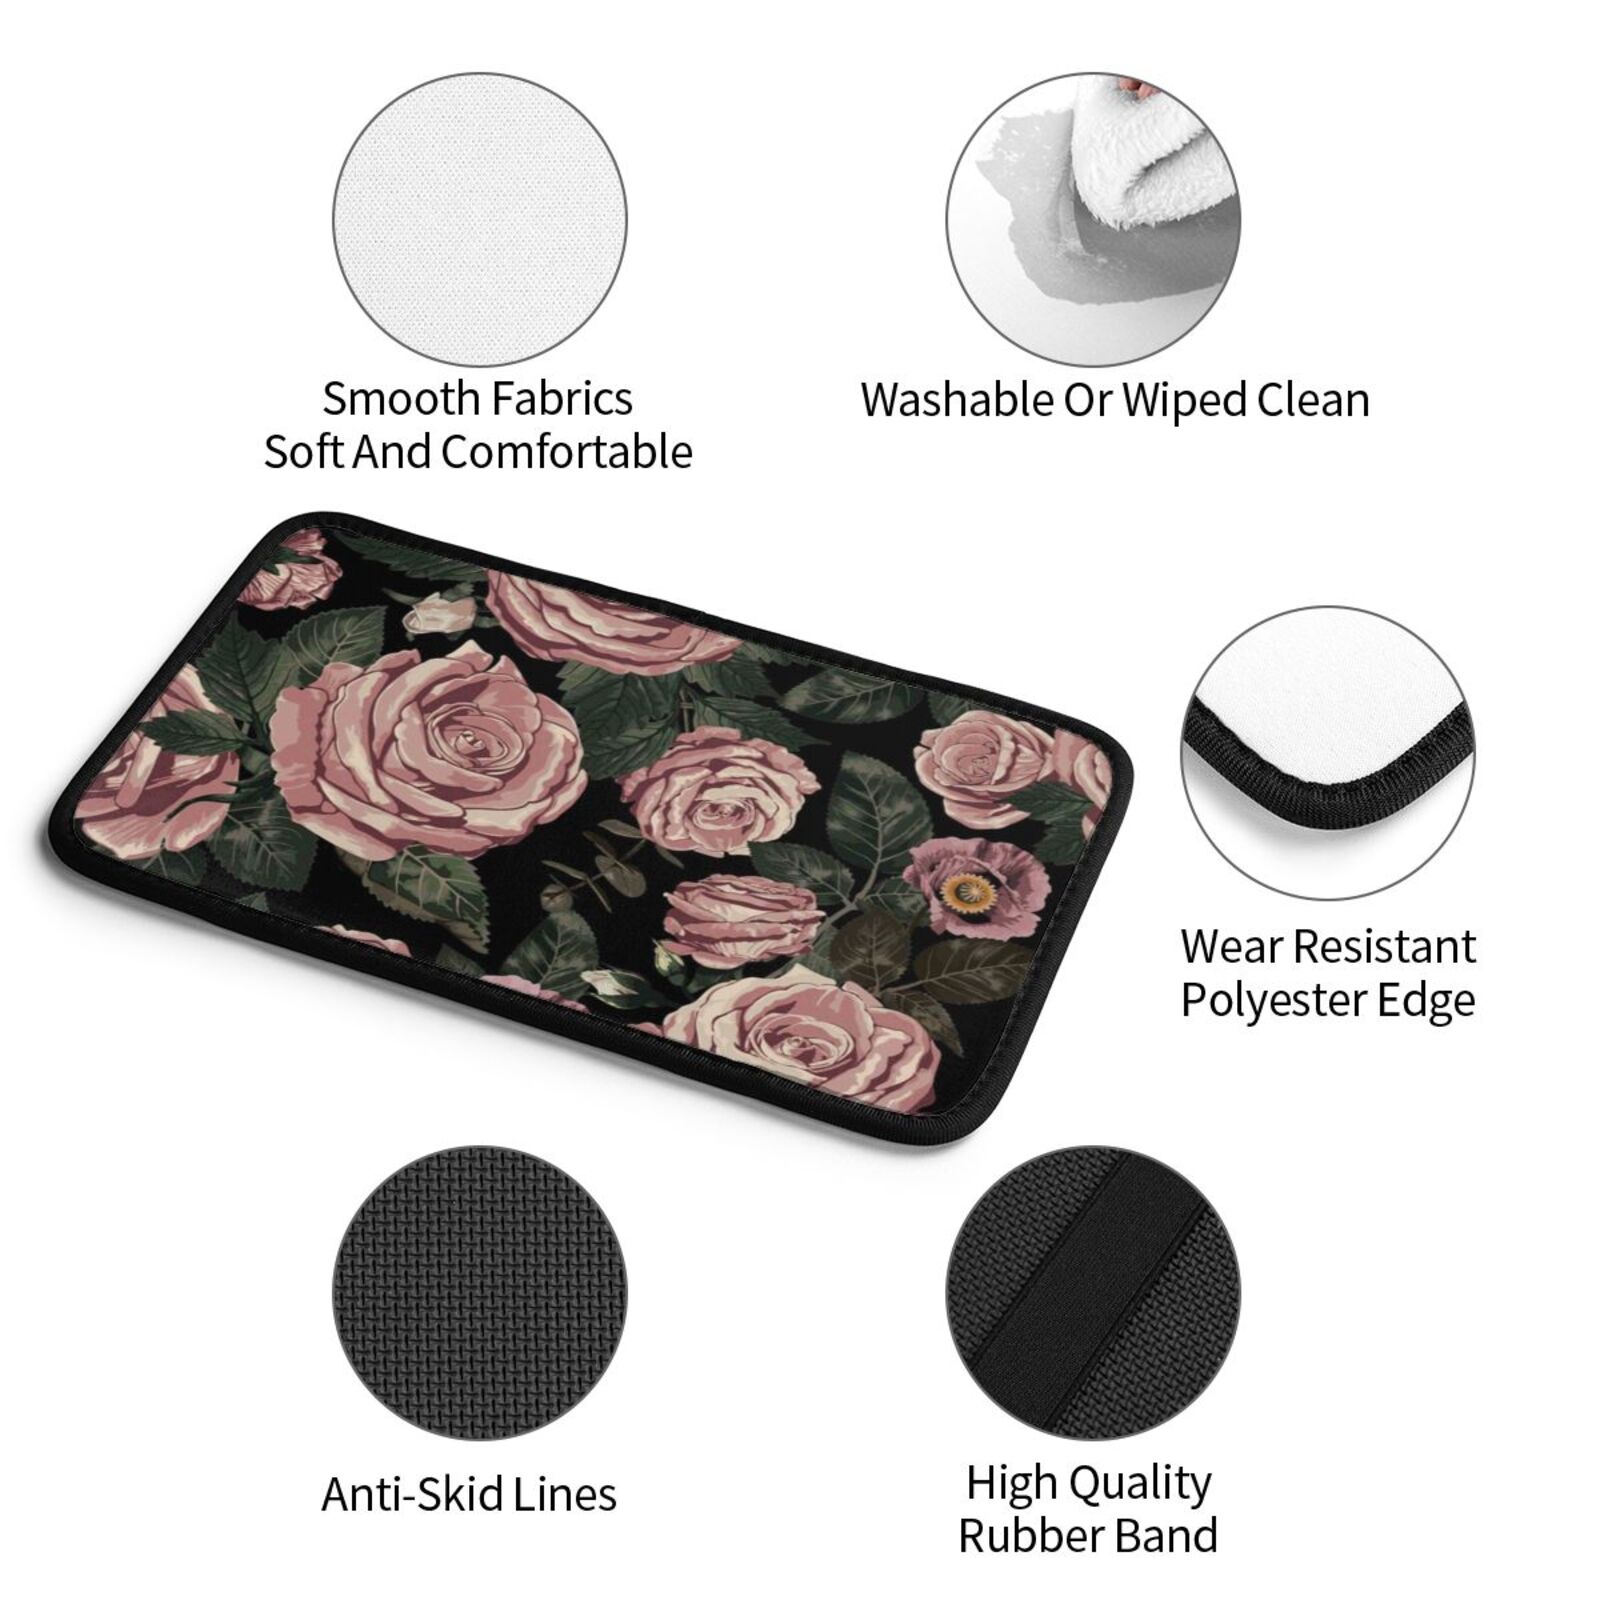 Smooth Fabrics
Soft And Comfortable
Washable Or Wiped Clean
Wear Resistant
Polyester Edge
Anti-Skid Lines
High Quality
Rubber Band